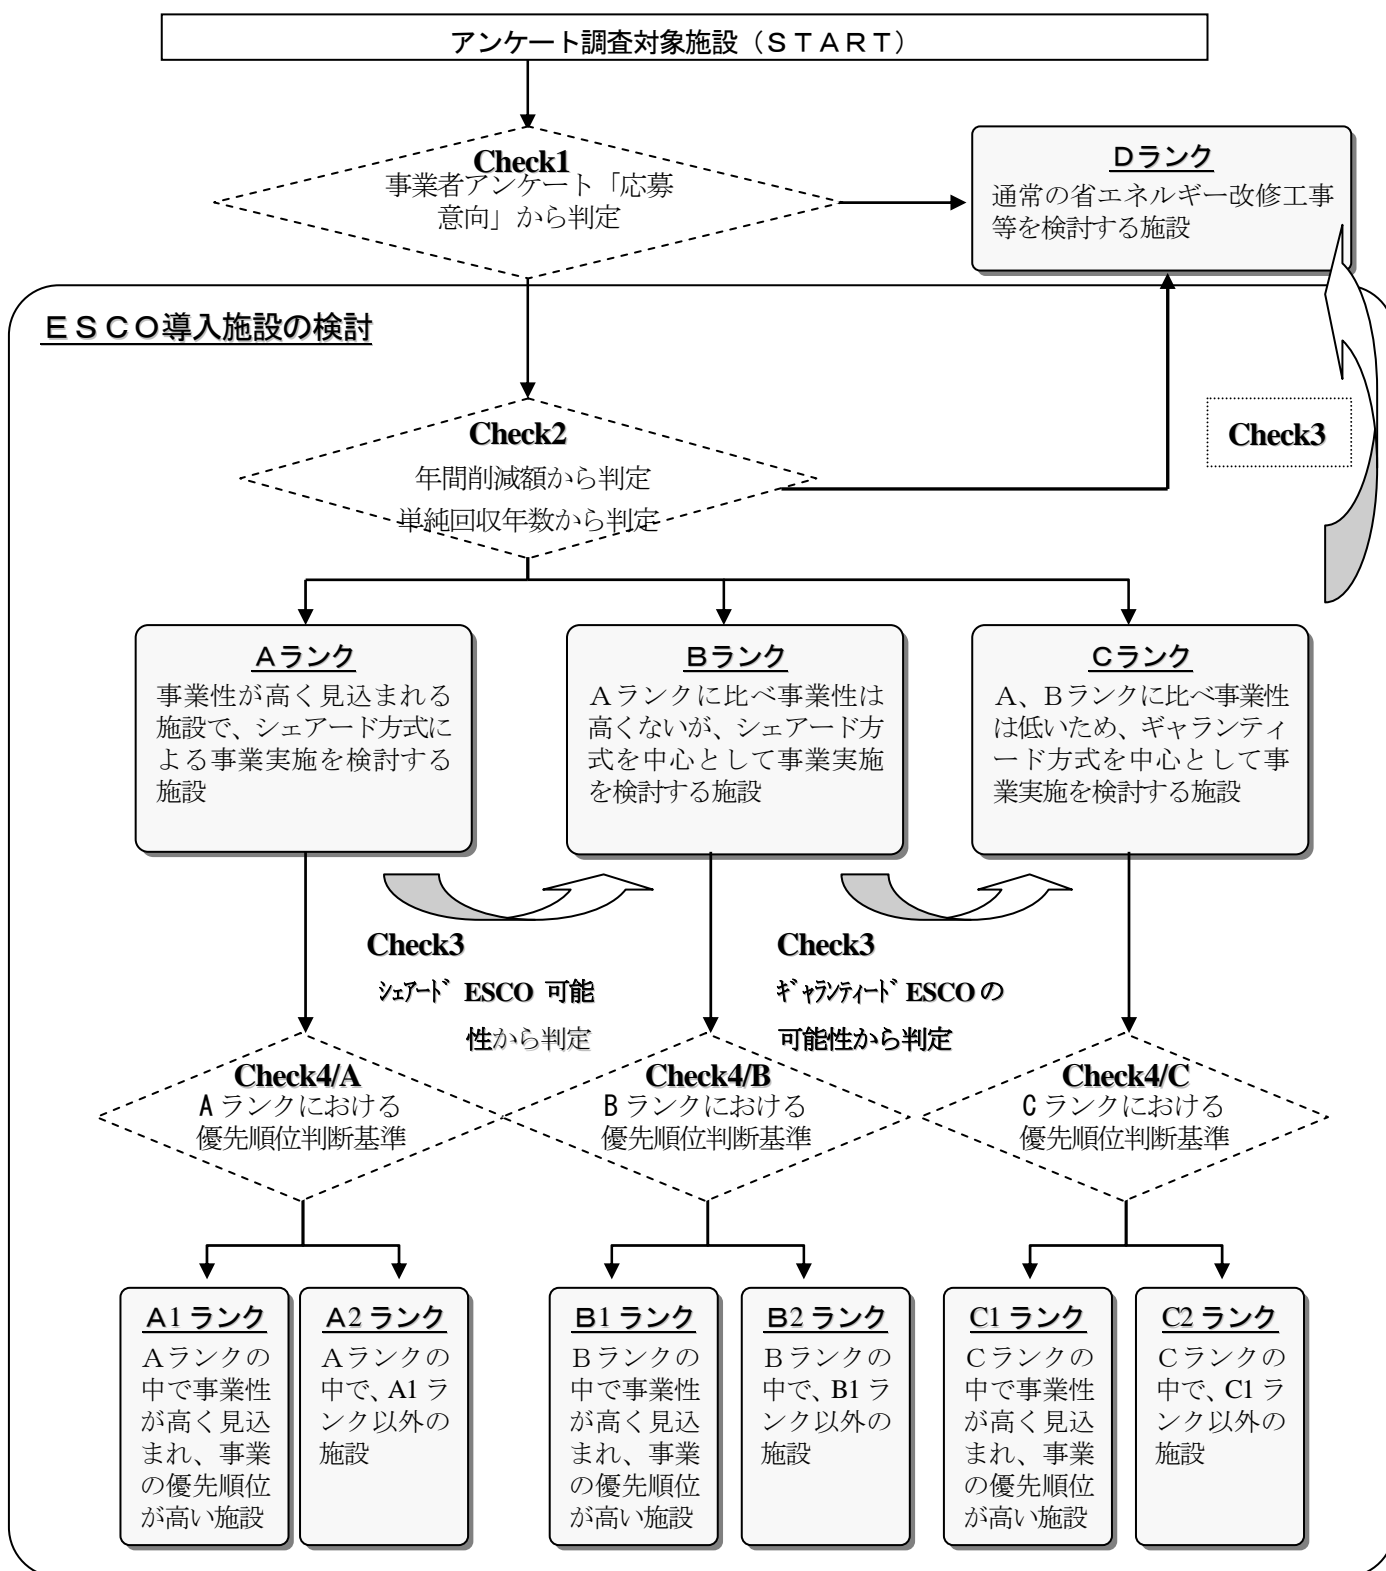 アンケート調査対象施設（ＳＴＡＲＴ）
Check1
事業者アンケート「応募
意向」から判定
Ｄランク
通常の省エネルギー改修工事
等を検討する施設
ＥＳＣＯ導入施設の検討
Check2
年間削減額から判定
単純回収年数から判定
Check3
Ａランク
事業性が高く見込まれる
施設で、シェアード方式に
よる事業実施を検討する
施設
Ｂランク
Ａランクに比べ事業性は
高くないが、シェアード方
式を中心として事業実施
を検討する施設
Ｃランク
Ａ、Ｂランクに比べ事業性
は低いため、ギャランティ
ード方式を中心として事
業実施を検討する施設
Check3
ｼｪｱｰﾄﾞ ESCO 可能
性から判定
Check3
ｷﾞｬﾗﾝﾃｨｰﾄﾞ ESCO の
可能性から判定
Check4/A
A ランクにおける
優先順位判断基準
Check4/B
B ランクにおける
優先順位判断基準
Check4/C
C ランクにおける
優先順位判断基準
Ａ1 ランク
Ａランクの
中で事業性
が高く見込
まれ、事業
の優先順位
が高い施設
Ａ2 ランク
Ａランクの
中で、A1 ラ
ンク以外の
施設
Ｂ1 ランク
Ｂランクの
中で事業性
が高く見込
まれ、事業
の優先順位
が高い施設
Ｂ2 ランク
Ｂランクの
中で、B1 ラ
ンク以外の
施設
C1 ランク
Ｃランクの
中で事業性
が高く見込
まれ、事業
の優先順位
が高い施設
C2 ランク
Ｃランクの
中で、C1 ラ
ンク以外の
施設